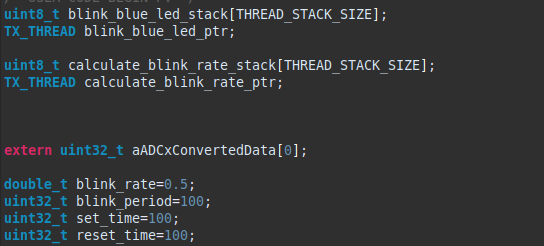 uint8_t blink_blue_led_stack[THREAD_STACK_SIZE];
TX_THREAD blink_blue_led_ptr;
uint8_t calculate_blink_rate_stack[THREAD_STACK_SIZE];
TX_THREAD calculate_blink_rate_ptr;
extern uint32_t aADCxConvertedData[0];
double_t blink_rate=0.5;
uint32_t blink_period=100;
uint32_t set_time=100;
uint32_t reset_time=100;